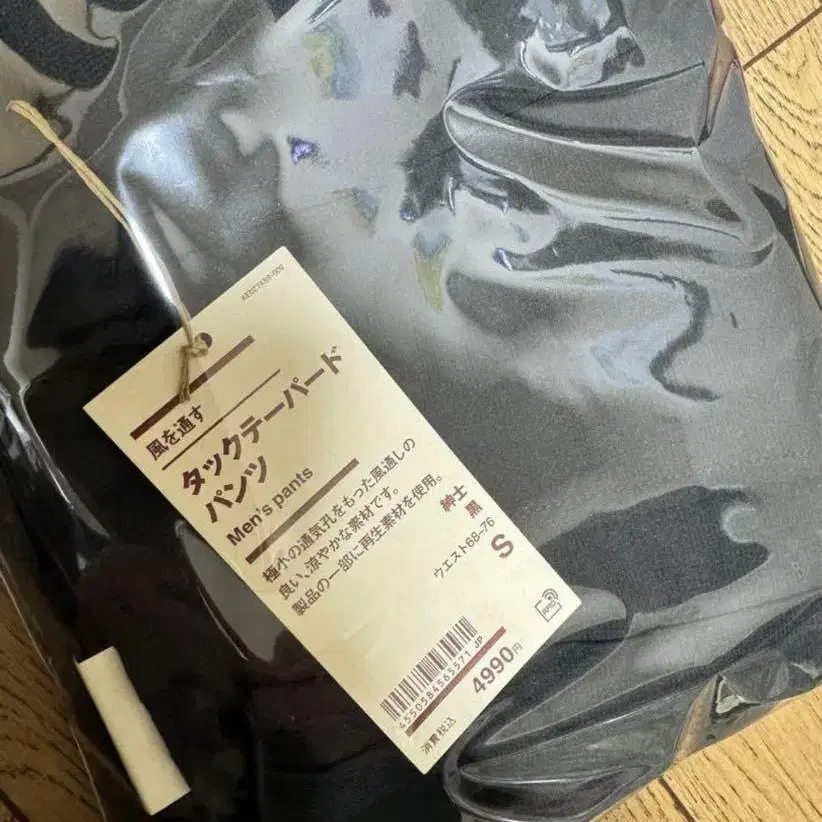 風を通す
タックテーパード
パンツ
Men's pants
極小の通気孔をもった風通しの
良い、涼やかな素材です。
製品の一部に再生素材を使用。
紳士
黒
ウエスト68-76
S
RFID
4550584565571 JP
4990円
消費税込